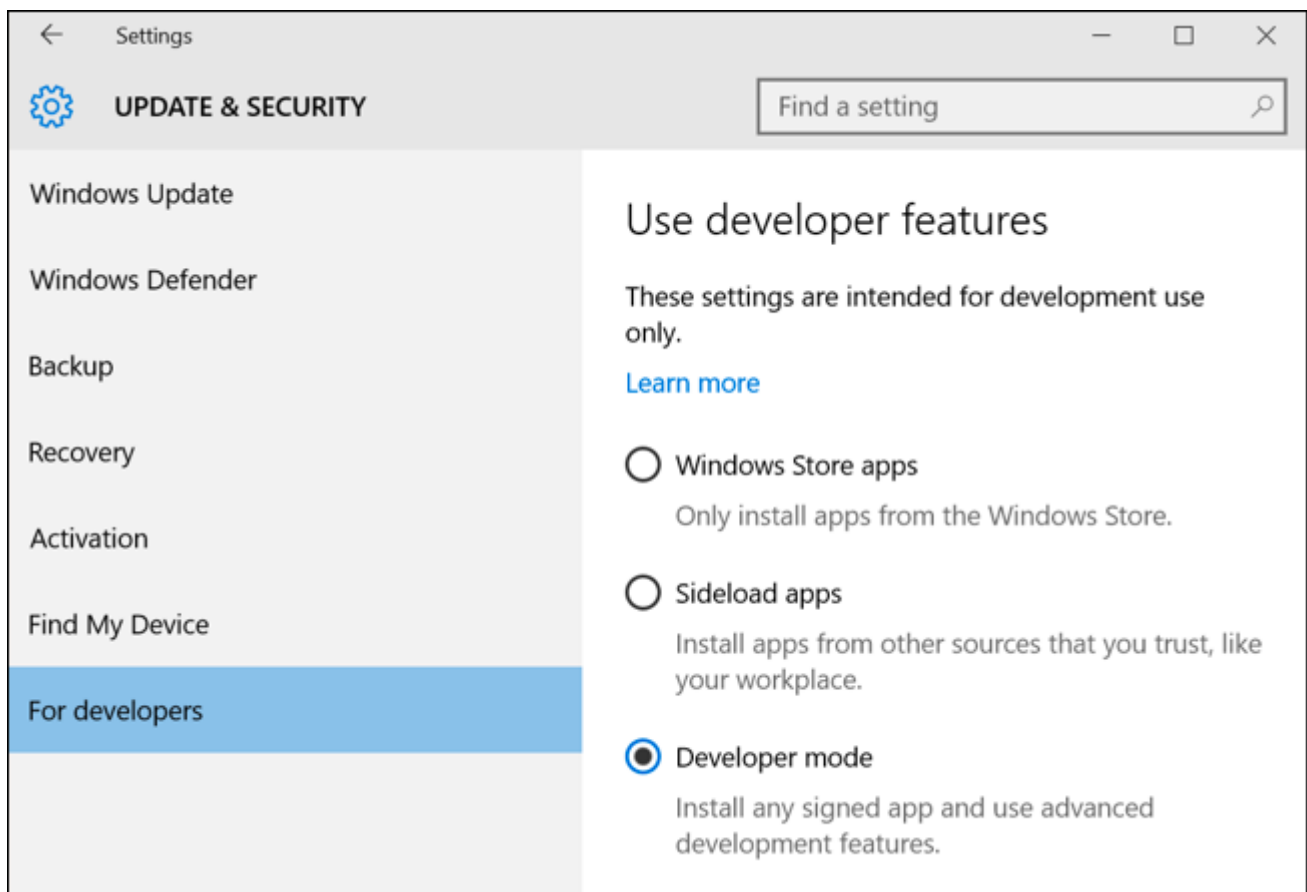 Settings
UPDATE & SECURITY
Find a setting
Windows Update
Windows Defender
Backup
Recovery
Activation
Find My Device
For developers
Use developer features
These settings are intended for development use
only.
Learn more
Windows Store apps
Only install apps from the Windows Store.
Sideload apps
Install apps from other sources that you trust, like
your workplace.
Developer mode
Install any signed app and use advanced
development features.